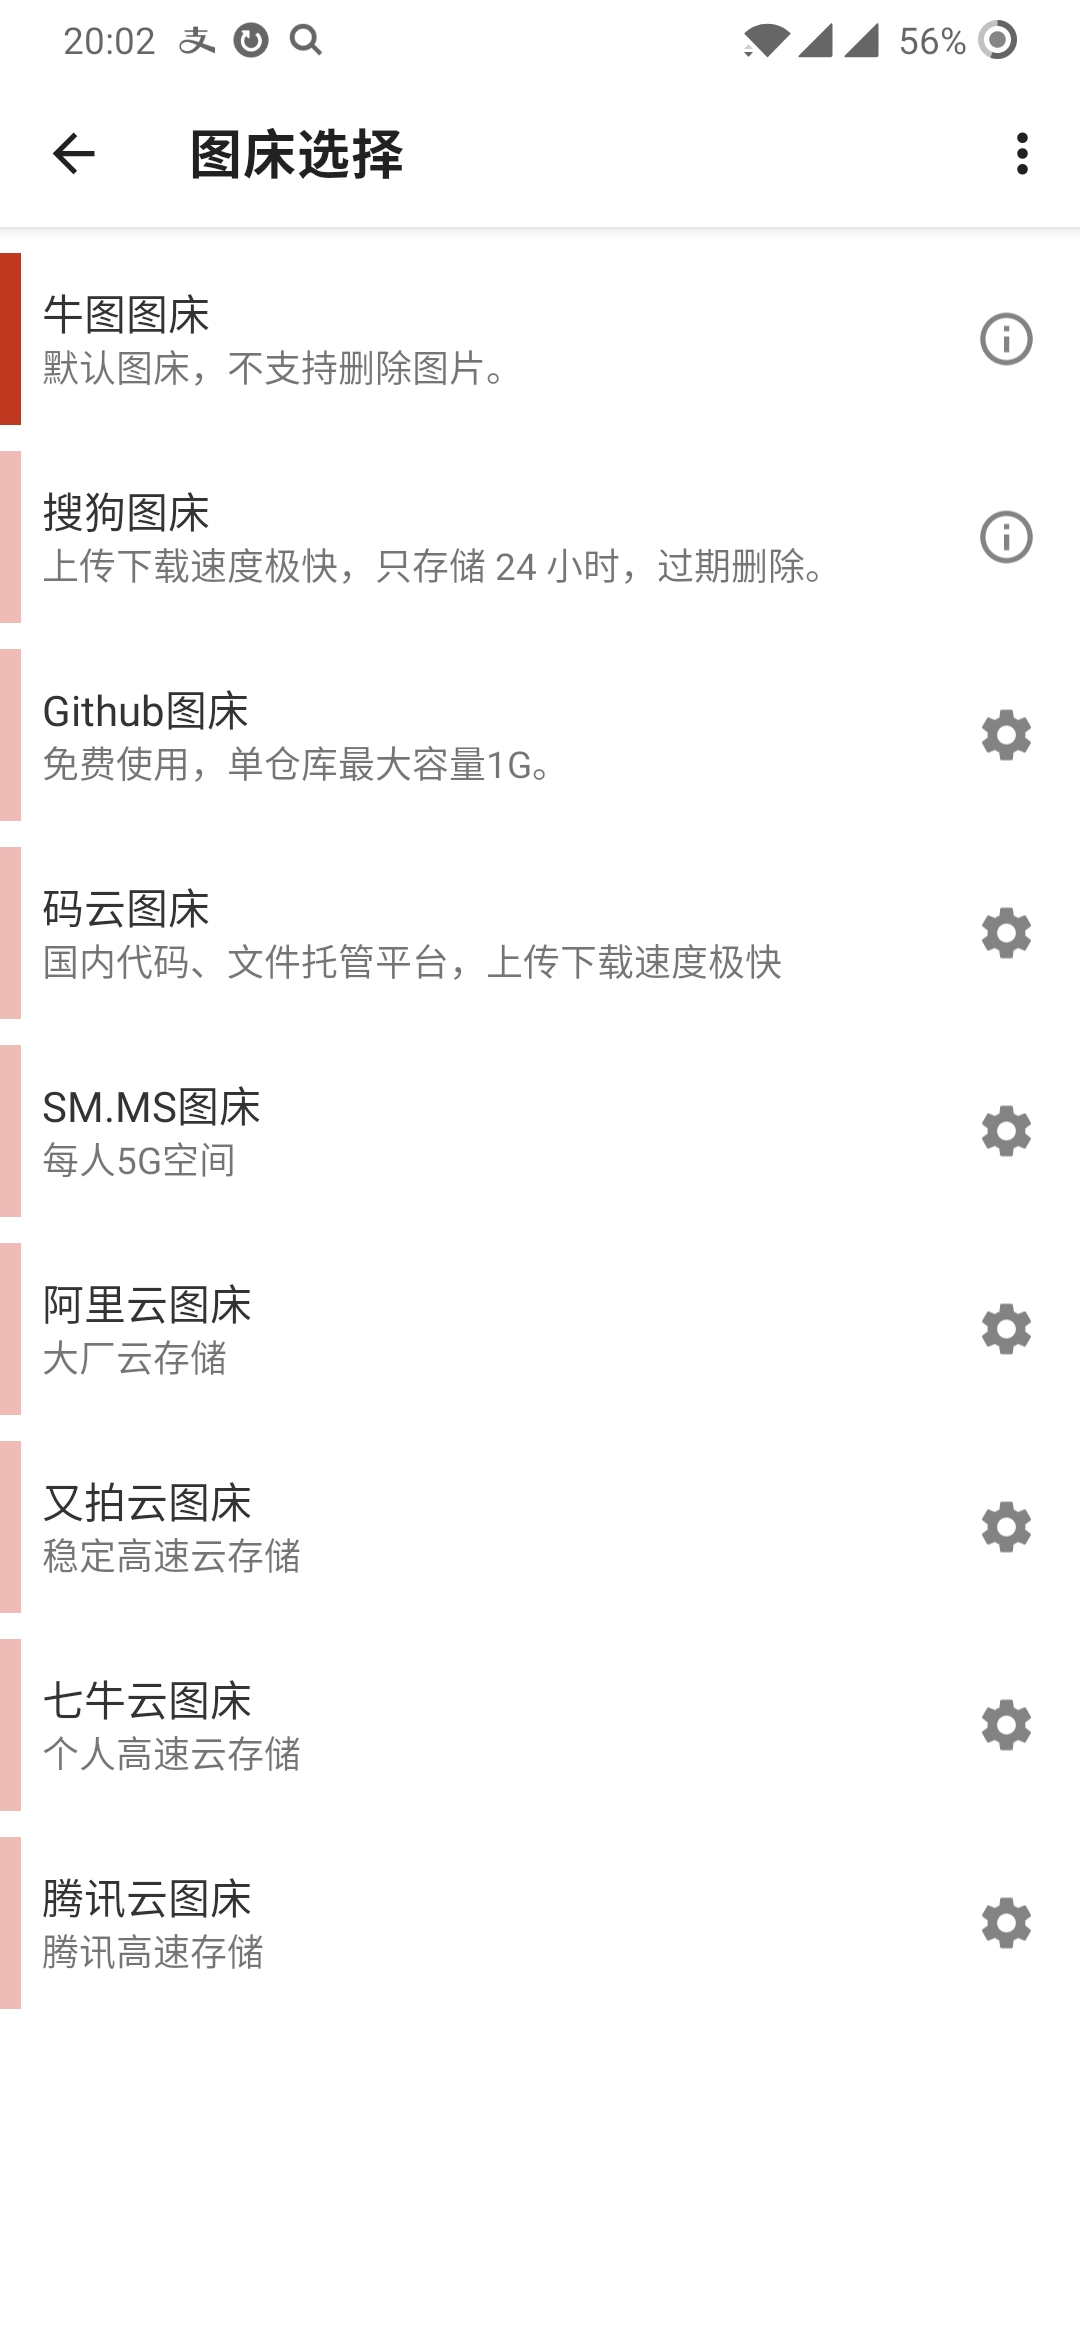 20:02
56%
图床选择
牛图图床
默认图床，不支持删除图片。
搜狗图床
上传下载速度极快，只存储 24 小时，过期删除。
Github图床
免费使用，单仓库最大容量1G。
码云图床
国内代码、文件托管平台，上传下载速度极快
SM.MS图床
每人5G空间
阿里云图床
大厂云存储
又拍云图床
稳定高速云存储
七牛云图床
个人高速云存储
腾讯云图床
腾讯高速存储